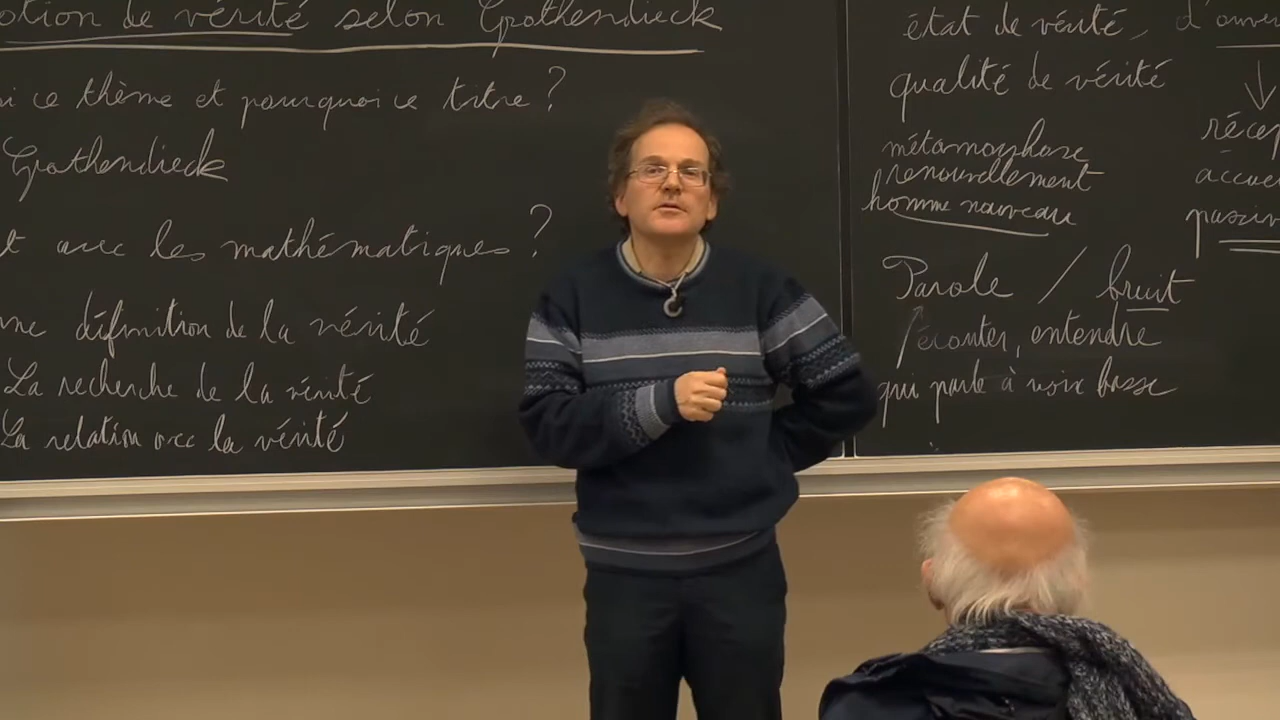 otion de vérité selon Grothendieck
i ce thème et pourquoi ce titre ?
Grothendieck
t avec les mathématiques ?
ne définition de la vérité
La recherche de la vérité
La relation avec la vérité
état de vérité, d'ouver
qualité de vérité
métamorphose
renouvellement
homme nouveau
récep
accue
passiv
Parole / bruit
écouter, entendre
qui parle à voix basse